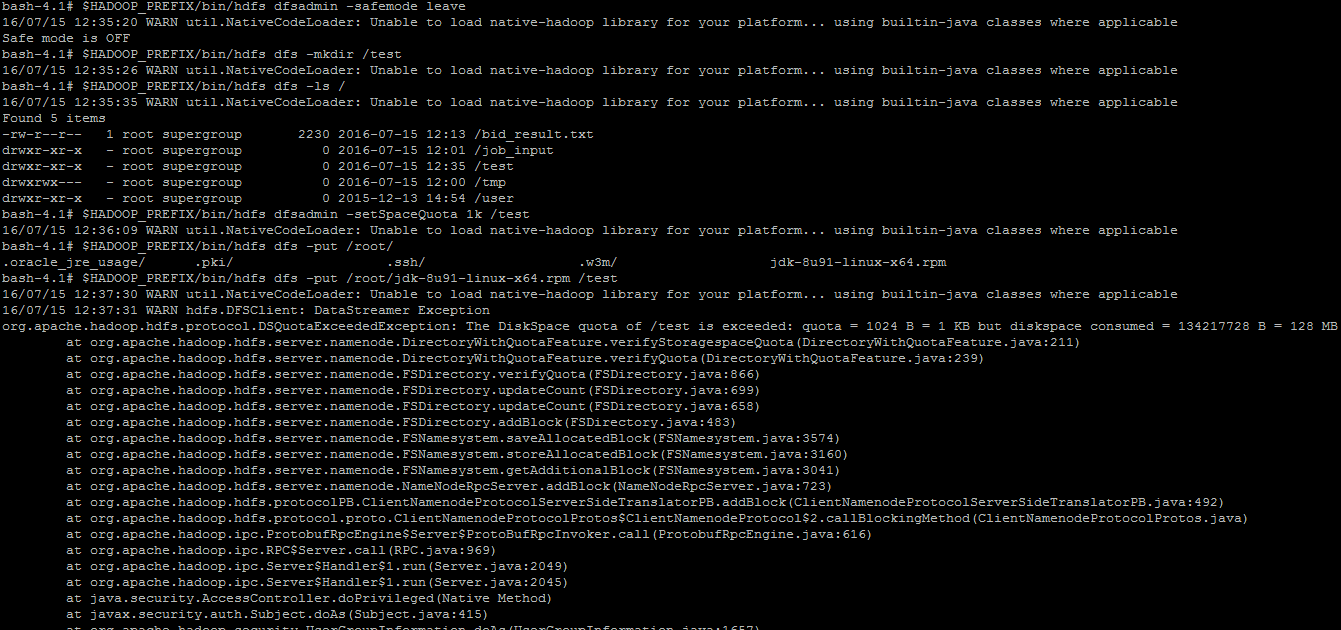 bash-4.1# $HADOOP_PREFIX/bin/hdfs dfsadmin -safemode leave
16/07/15 12:35:20 WARN util.NativeCodeLoader: Unable to load native-hadoop library for your platform... using builtin-java classes where applicable
Safe mode is OFF
bash-4.1# $HADOOP_PREFIX/bin/hdfs dfs -mkdir /test
16/07/15 12:35:26 WARN util.NativeCodeLoader: Unable to load native-hadoop library for your platform... using builtin-java classes where applicable
bash-4.1# $HADOOP_PREFIX/bin/hdfs dfs -ls /
16/07/15 12:35:35 WARN util.NativeCodeLoader: Unable to load native-hadoop library for your platform... using builtin-java classes where applicable
Found 5 items
-rw-r--r--   1 root supergroup       2230 2016-07-15 12:13 /bid_result.txt
drwxr-xr-x   - root supergroup          0 2016-07-15 12:01 /job_input
drwxr-xr-x   - root supergroup          0 2016-07-15 12:35 /test
drwxrwx---   - root supergroup          0 2016-07-15 12:00 /tmp
drwxr-xr-x   - root supergroup          0 2015-12-13 14:54 /user
bash-4.1# $HADOOP_PREFIX/bin/hdfs dfsadmin -setSpaceQuota 1k /test
16/07/15 12:36:09 WARN util.NativeCodeLoader: Unable to load native-hadoop library for your platform... using builtin-java classes where applicable
bash-4.1# $HADOOP_PREFIX/bin/hdfs dfs -put /root/
.oracle_jre_usage/      .pki/                   .ssh/                   .w3m/                   jdk-8u91-linux-x64.rpm
bash-4.1# $HADOOP_PREFIX/bin/hdfs dfs -put /root/jdk-8u91-linux-x64.rpm /test
16/07/15 12:37:30 WARN util.NativeCodeLoader: Unable to load native-hadoop library for your platform... using builtin-java classes where applicable
16/07/15 12:37:31 WARN hdfs.DFSClient: DataStreamer Exception
org.apache.hadoop.hdfs.protocol.DSQuotaExceededException: The DiskSpace quota of /test is exceeded: quota = 1024 B = 1 KB but diskspace consumed = 134217728 B = 128 MB
        at org.apache.hadoop.hdfs.server.namenode.DirectoryWithQuotaFeature.verifyStoragespaceQuota(DirectoryWithQuotaFeature.java:211)
        at org.apache.hadoop.hdfs.server.namenode.DirectoryWithQuotaFeature.verifyQuota(DirectoryWithQuotaFeature.java:239)
        at org.apache.hadoop.hdfs.server.namenode.FSDirectory.verifyQuota(FSDirectory.java:866)
        at org.apache.hadoop.hdfs.server.namenode.FSDirectory.updateCount(FSDirectory.java:699)
        at org.apache.hadoop.hdfs.server.namenode.FSDirectory.updateCount(FSDirectory.java:658)
        at org.apache.hadoop.hdfs.server.namenode.FSDirectory.addBlock(FSDirectory.java:483)
        at org.apache.hadoop.hdfs.server.namenode.FSNamesystem.saveAllocatedBlock(FSNamesystem.java:3574)
        at org.apache.hadoop.hdfs.server.namenode.FSNamesystem.storeAllocatedBlock(FSNamesystem.java:3160)
        at org.apache.hadoop.hdfs.server.namenode.FSNamesystem.getAdditionalBlock(FSNamesystem.java:3041)
        at org.apache.hadoop.hdfs.server.namenode.NameNodeRpcServer.addBlock(NameNodeRpcServer.java:723)
        at org.apache.hadoop.hdfs.protocolPB.ClientNamenodeProtocolServerSideTranslatorPB.addBlock(ClientNamenodeProtocolServerSideTranslatorPB.java:492)
        at org.apache.hadoop.hdfs.protocol.proto.ClientNamenodeProtocolProtos$ClientNamenodeProtocol$2.callBlockingMethod(ClientNamenodeProtocolProtos.java)
        at org.apache.hadoop.ipc.ProtobufRpcEngine$Server$ProtoBufRpcInvoker.call(ProtobufRpcEngine.java:616)
        at org.apache.hadoop.ipc.RPC$Server.call(RPC.java:969)
        at org.apache.hadoop.ipc.Server$Handler$1.run(Server.java:2049)
        at org.apache.hadoop.ipc.Server$Handler$1.run(Server.java:2045)
        at java.security.AccessController.doPrivileged(Native Method)
        at javax.security.auth.Subject.doAs(Subject.java:415)
        at org.apache.hadoop.security.UserGroupInformation.doAs(UserGroupInformation.java:1657)